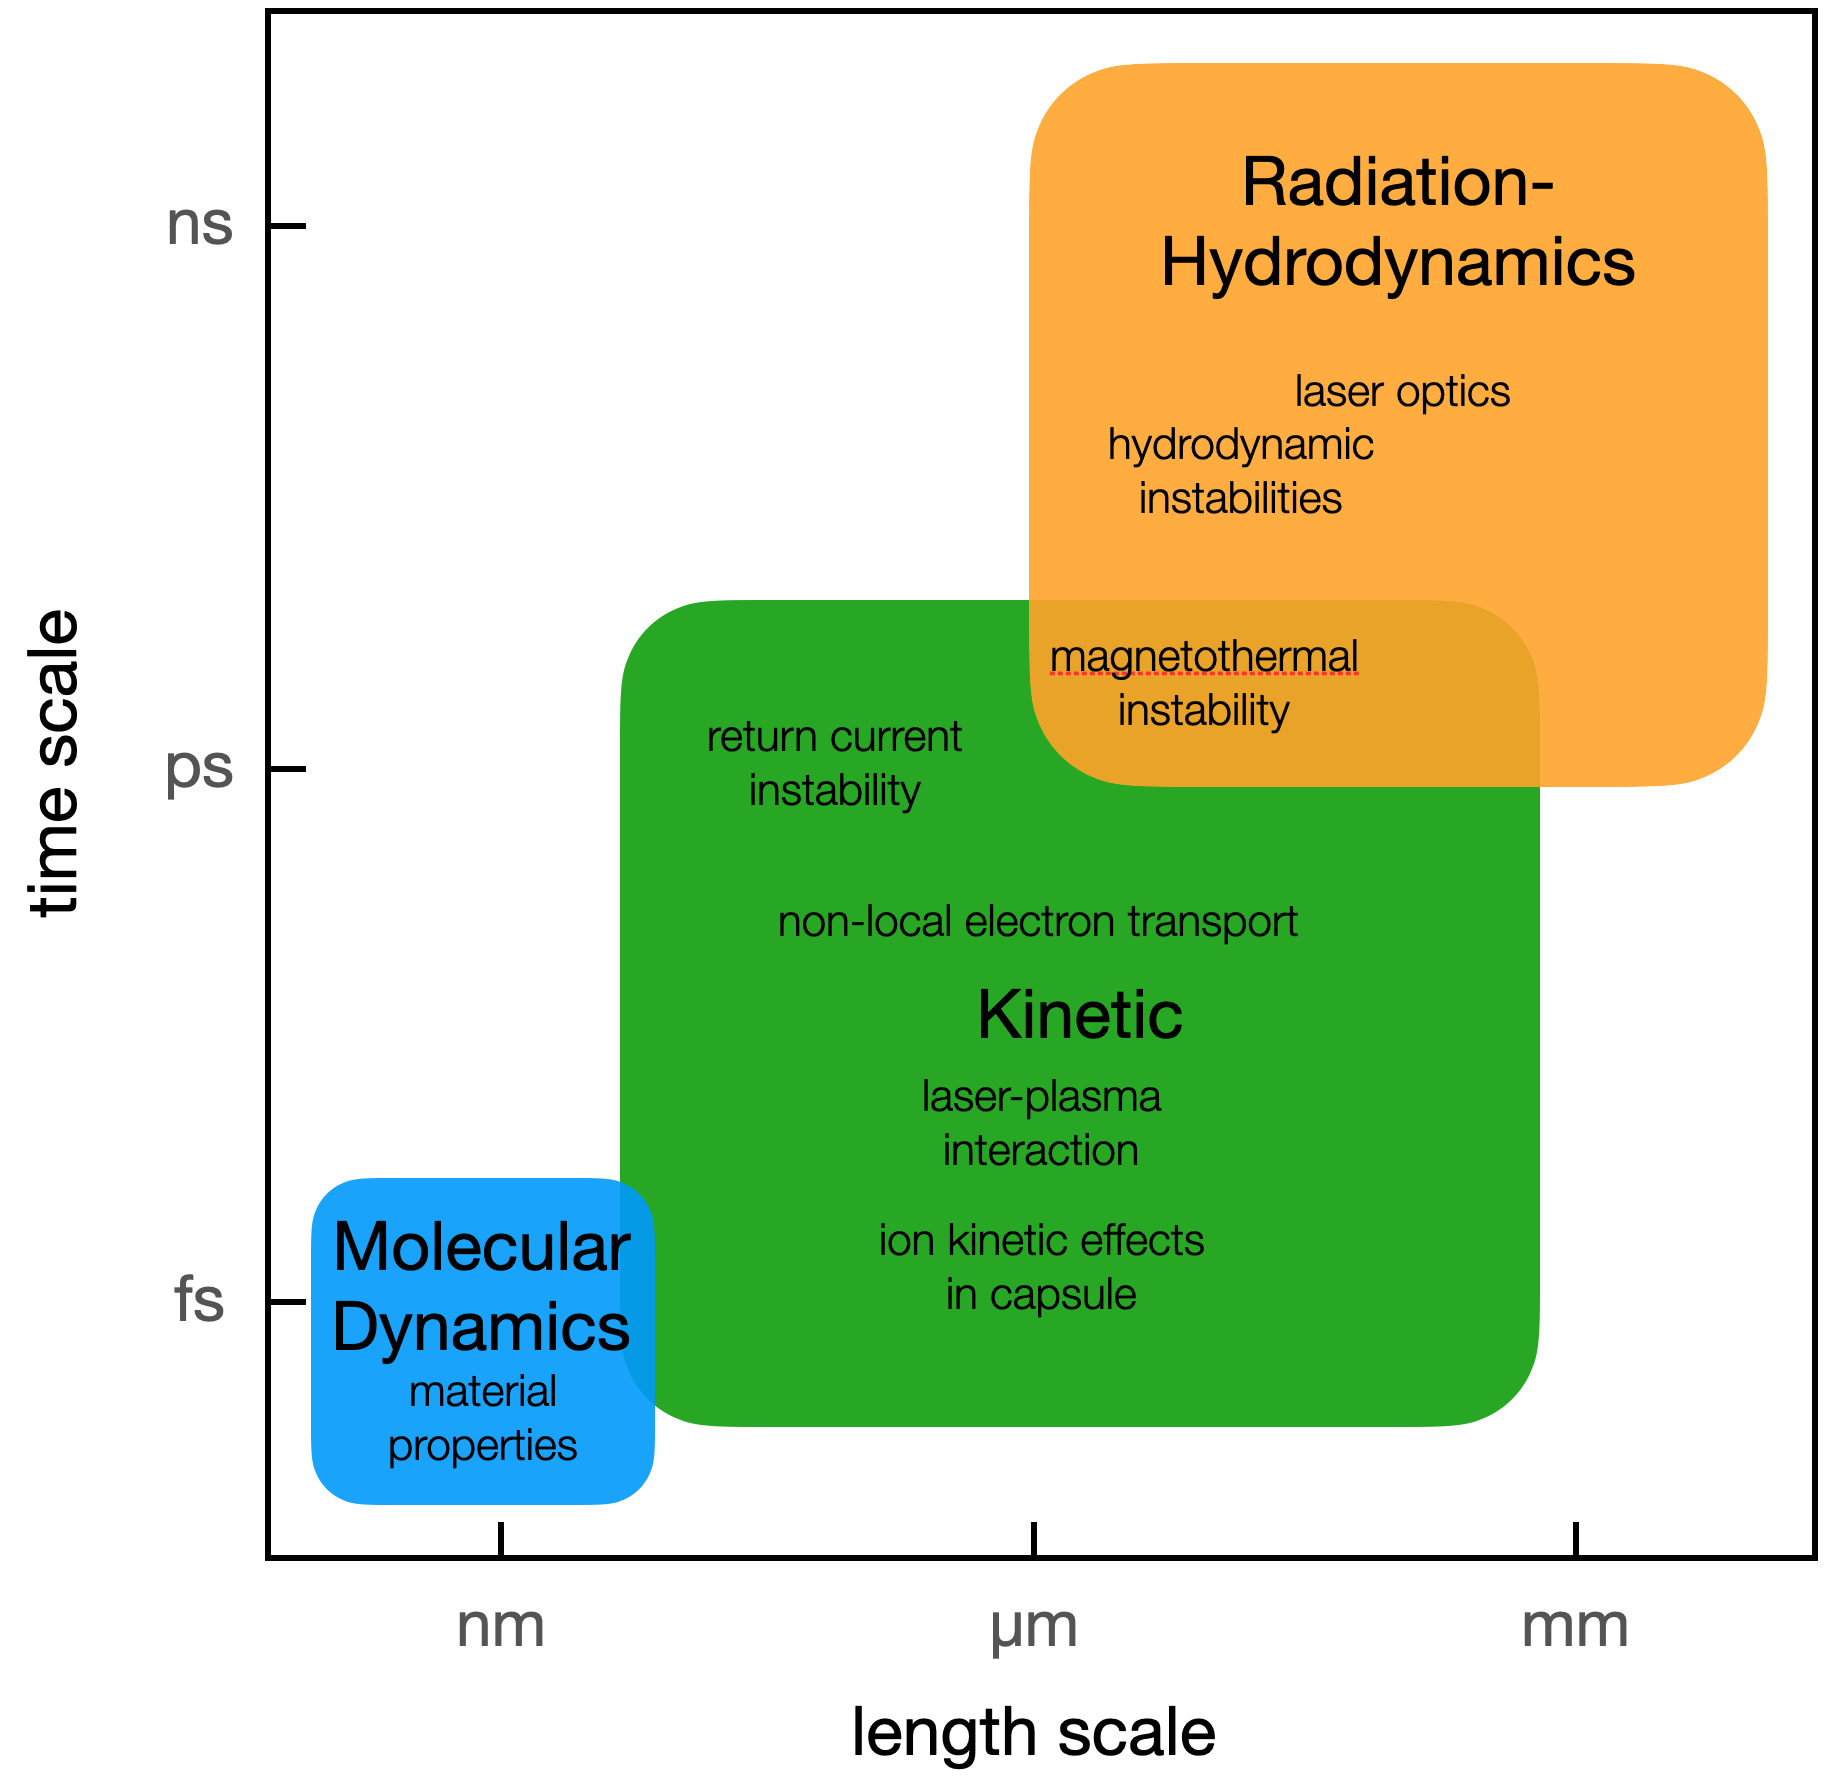 Radiation-
Hydrodynamics
laser optics
hydrodynamic
instabilities
magnetothermal
instability
return current
instability
non-local electron transport
Kinetic
laser-plasma
interaction
ion kinetic effects
in capsule
Molecular
Dynamics
material
properties
time scale
ns
ps
fs
nm
µm
mm
length scale